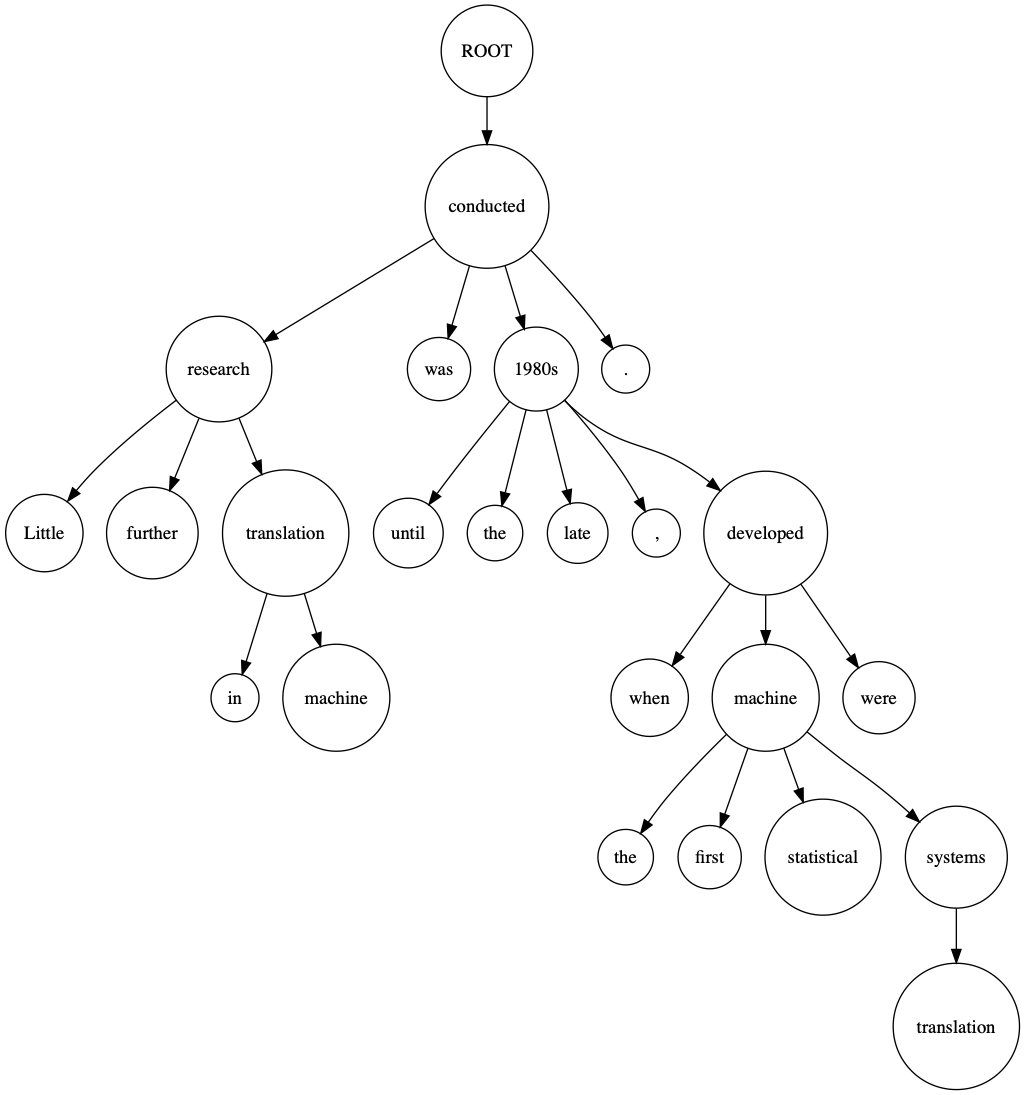 ROOT
conducted
research
was
1980s
.
Little
further
translation
until
the
late
,
developed
in
machine
when
machine
were
the
first
statistical
systems
translation